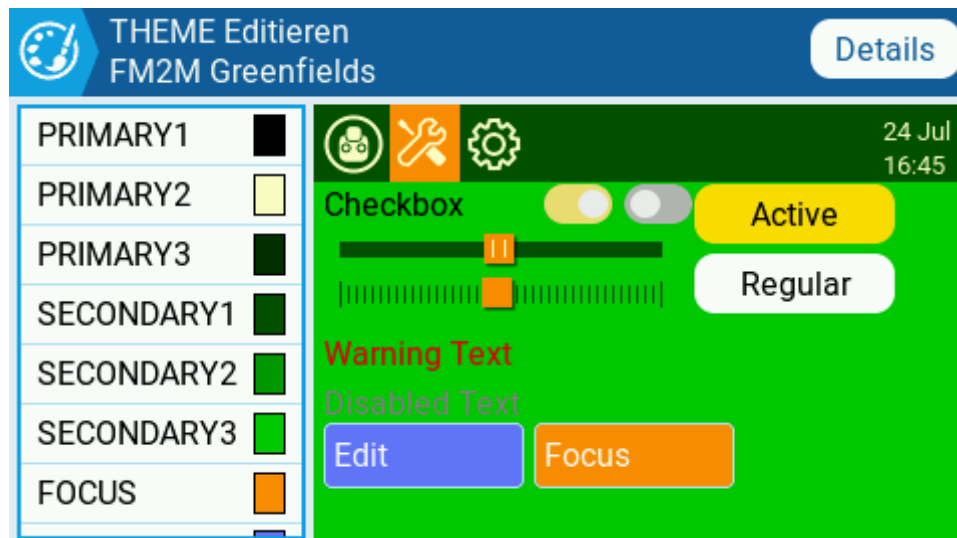 THEME Editieren
FM2M Greenfields
Details
PRIMARY1
PRIMARY2
PRIMARY3
SECONDARY1
SECONDARY2
SECONDARY3
FOCUS
24 Jul
16:45
Checkbox
Active
Regular
Warning Text
Disabled Text
Edit
Focus